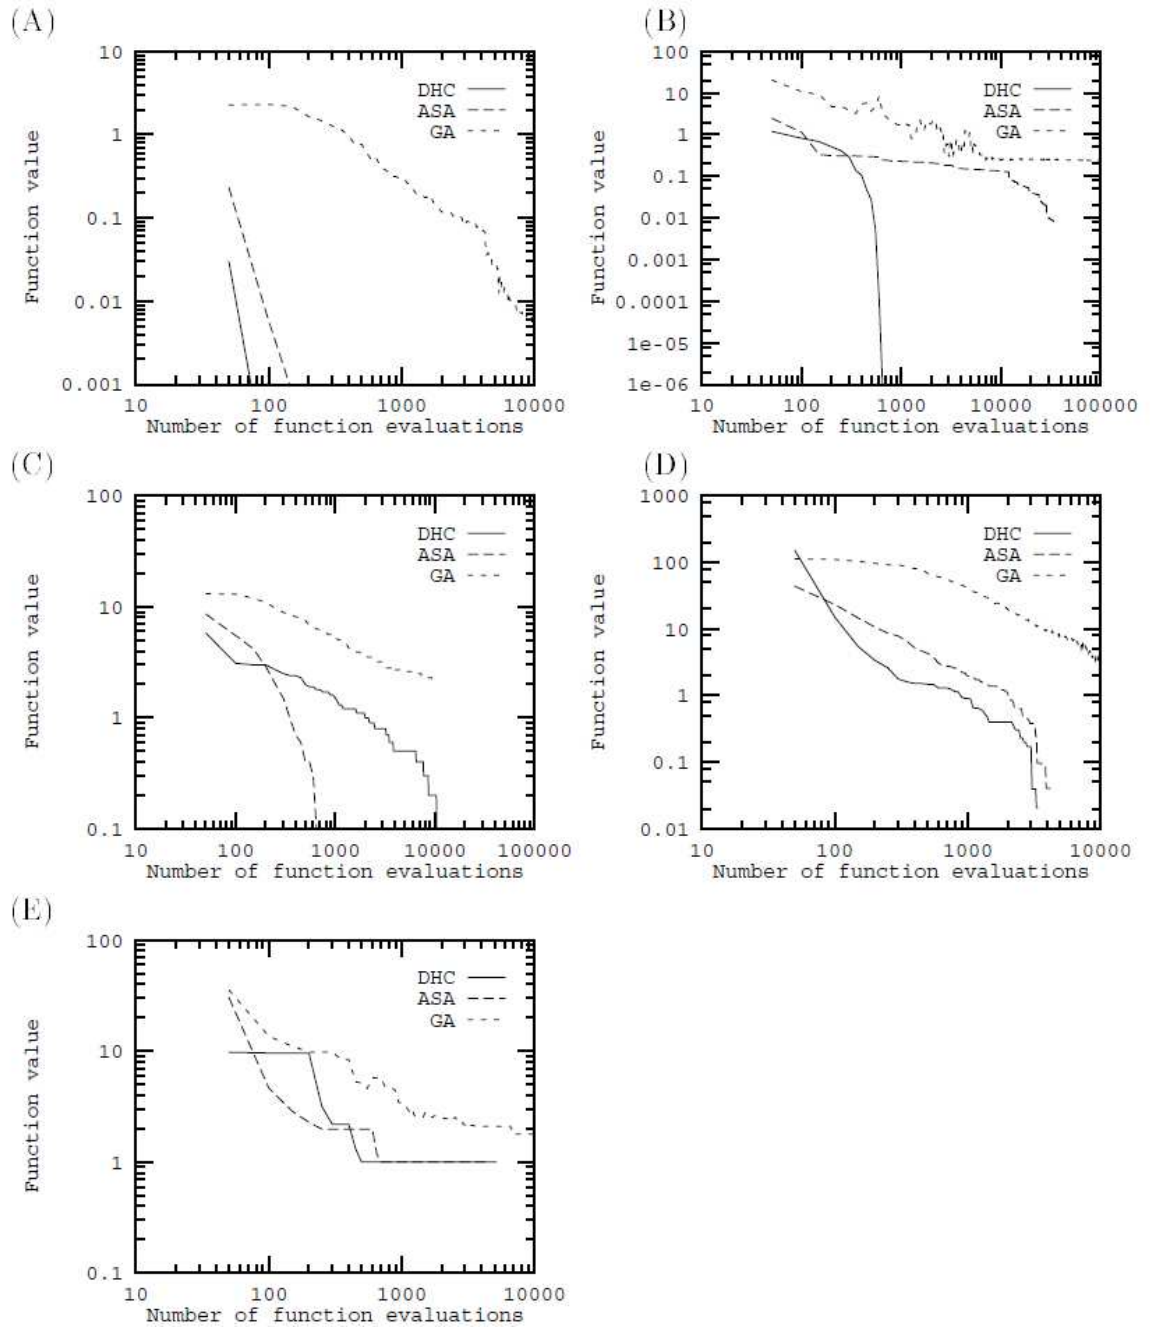 (A)
10
1
0.1
0.01
0.001
Function value
DHC
ASA
GA
10 100 1000 10000
Number of function evaluations
(B)
100
10
1
0.1
0.01
0.001
0.0001
1e-05
1e-06
Function value
DHC
ASA
GA
10 100 1000 10000 100000
Number of function evaluations
(C)
100
10
1
0.1
Function value
DHC
ASA
GA
10 100 1000 10000 100000
Number of function evaluations
(D)
1000
100
10
1
0.1
0.01
Function value
DHC
ASA
GA
10 100 1000 10000
Number of function evaluations
(E)
100
10
1
0.1
Function value
DHC
ASA
GA
10 100 1000 10000
Number of function evaluations